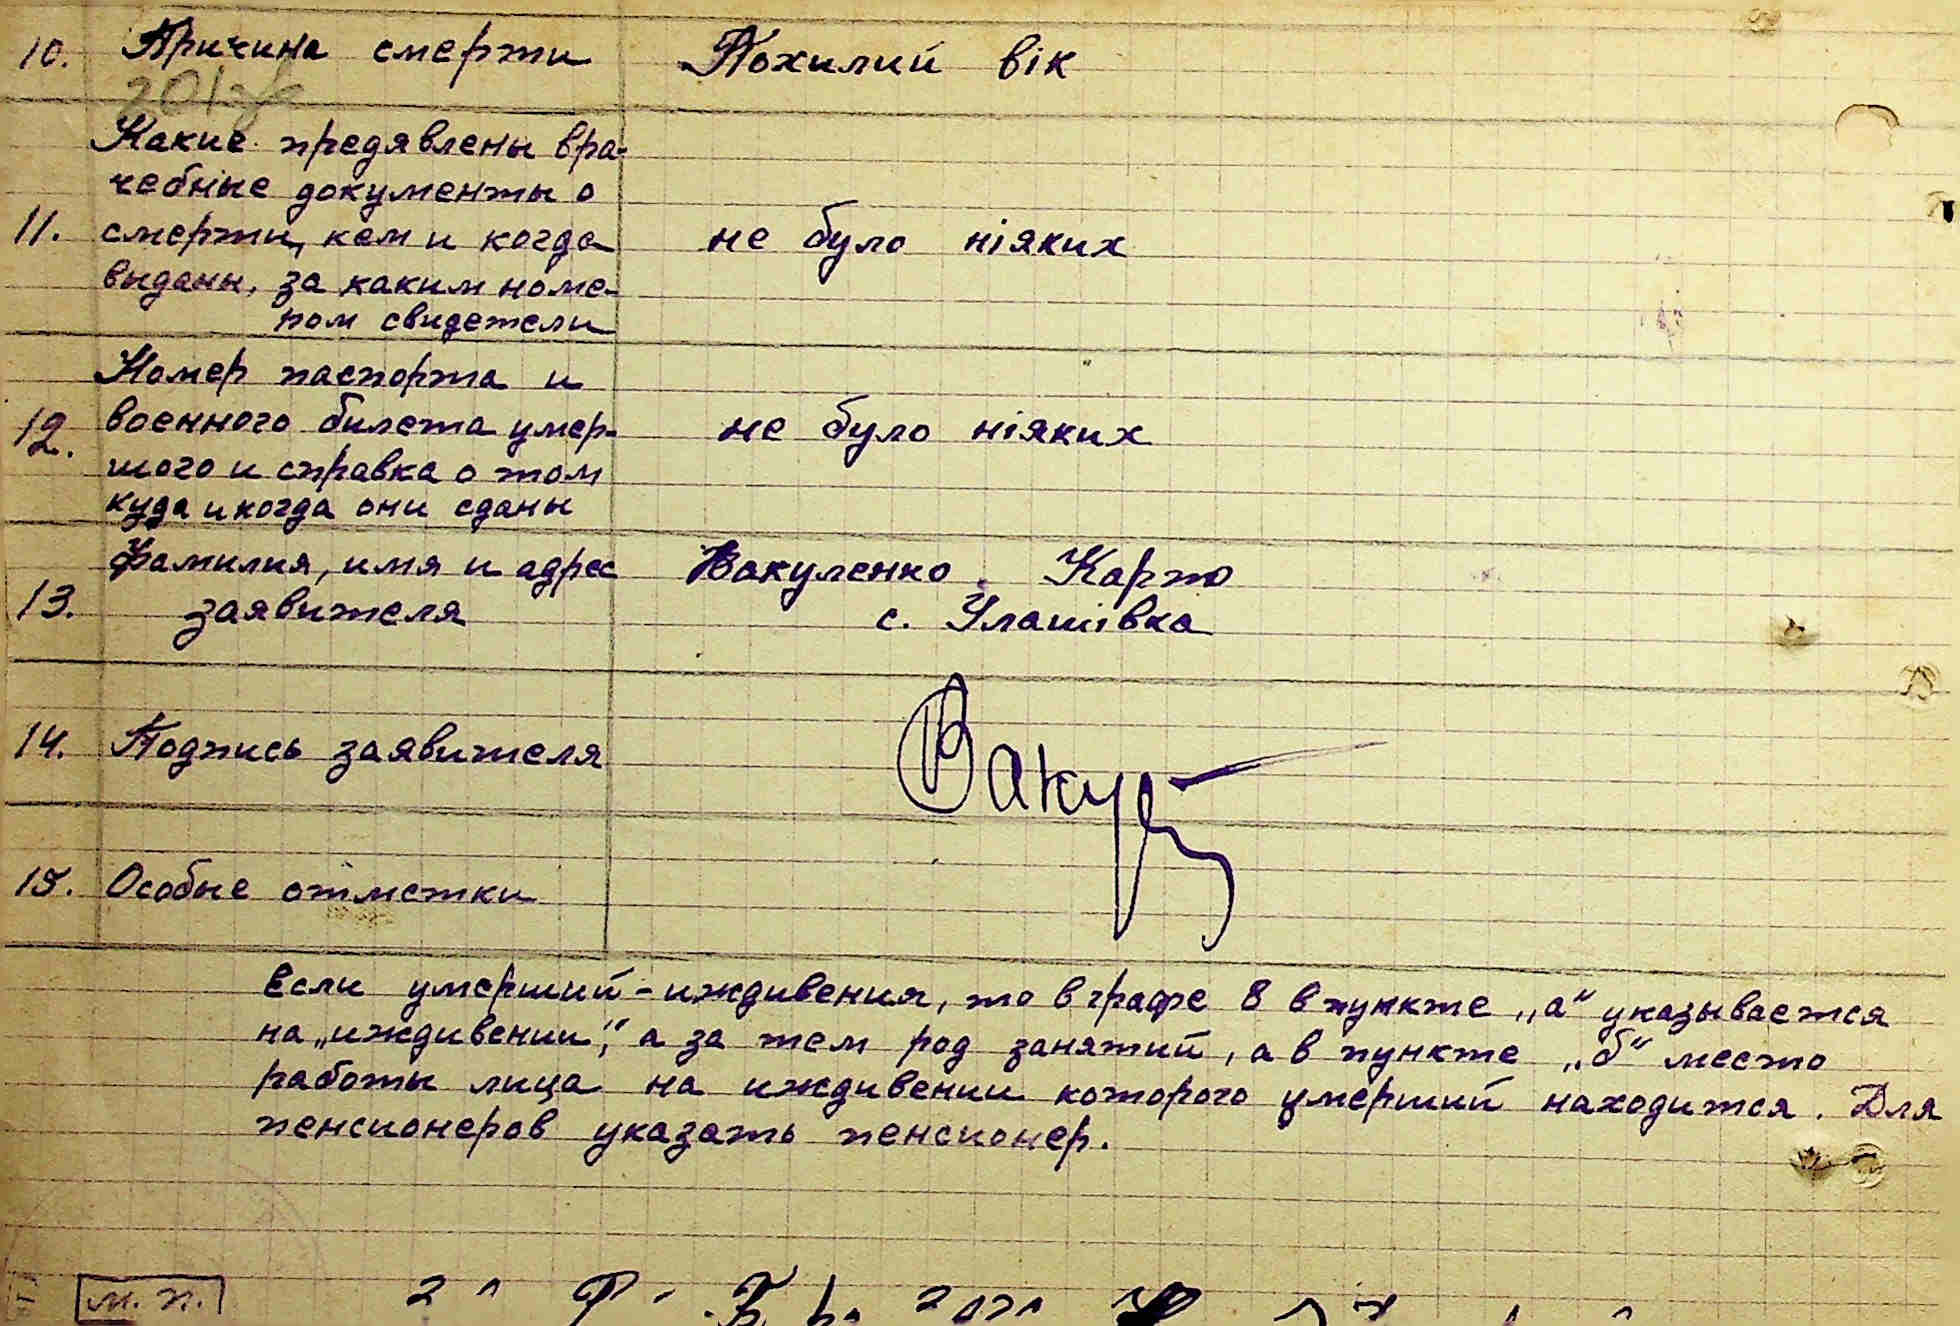 10. Причина смерти Похилий вік
Какие предявлены вра-
чебные документы о
11. смерти, кем и когда не було ніяких
выданы, за каким номе-
ром свидетели
Номер паспорта и
12. военного билета умер- не було ніяких
шого и справка о том
куда и когда они сданы
Фамилия, имя и адрес Вакуленко Карпо
13. заявителя с. Улашівка
14. Подпись заявителя Вакул
15. Особые отметки
Если умерший - иждивения, то в графе 8 в пункте „а" указывается
на „иждивении", а за тем род занятий, а в пункте „б" место
работы лица на иждивении которого умерший находится. Для
пенсионеров указать пенсионер.
м. п.